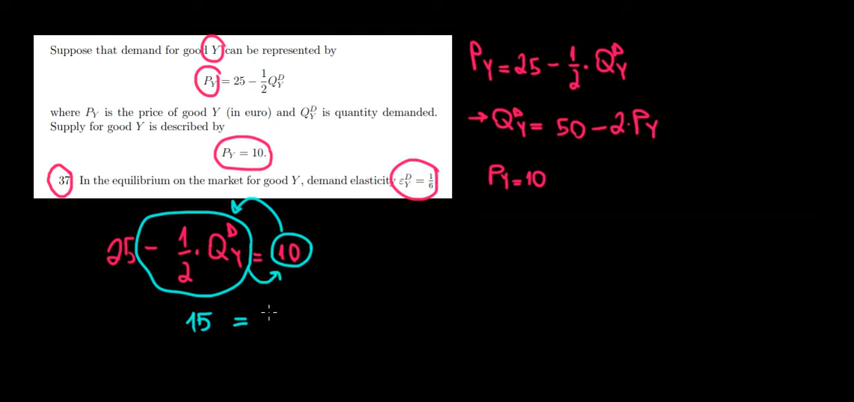 Suppose that demand for good Y can be represented by
P_Y = 25 − 1/2 Q_Y^D
where P_Y is the price of good Y (in euro) and Q_Y^D is quantity demanded.
Supply for good Y is described by
P_Y = 10.
37 In the equilibrium on the market for good Y, demand elasticity ε_Y^D = 1/6
P_Y = 25 − 1/2 · Q_Y^D
→ Q_Y^D = 50 − 2 · P_Y
P_Y = 10
25 − 1/2 · Q_Y^D = 10
15 =